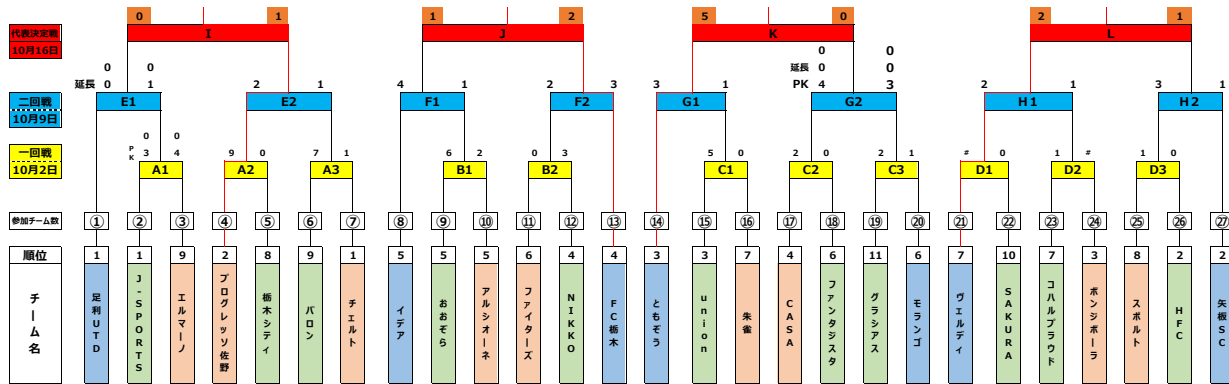 0 1 1 2 5 0 2 1
代表決定戦 I J K L
10月16日
0 0 0 0
延長 0 0
延長 0 1 2 1 4 1 2 3 3 1 PK 4 3 2 1 3 1
二回戦 E1 E2 F1 F2 G1 G2 H1 H2
10月9日
0 0
PK 3 4 9 0 7 1 6 2 0 3 5 0 2 0 2 1 # 0 1 # 1 0
一回戦 A1 A2 A3 B1 B2 C1 C2 C3 D1 D2 D3
10月2日
参加チーム数 ① ② ③ ④ ⑤ ⑥ ⑦ ⑧ ⑨ ⑩ ⑪ ⑫ ⑬ ⑭ ⑮ ⑯ ⑰ ⑱ ⑲ ⑳ ㉑ ㉒ ㉓ ㉔ ㉕ ㉖ ㉗
順位 1 1 9 2 8 9 1 5 5 5 6 4 4 3 3 7 4 6 11 6 7 10 7 3 8 2 2
チーム名
足利UTD
J-SPORTS
エルマーノ
プログレッソ佐野
栃木シティ
バロン
チェルト
イデア
おおぞら
アルシオーネ
ファイターズ
NIKKO
FC栃木
ともぞう
union
朱雀
CASA
ファンタジスタ
グラシアス
モランゴ
ヴェルディ
SAKURA
コハルプラウド
ボンジボーラ
スポルト
HFC
矢板SC